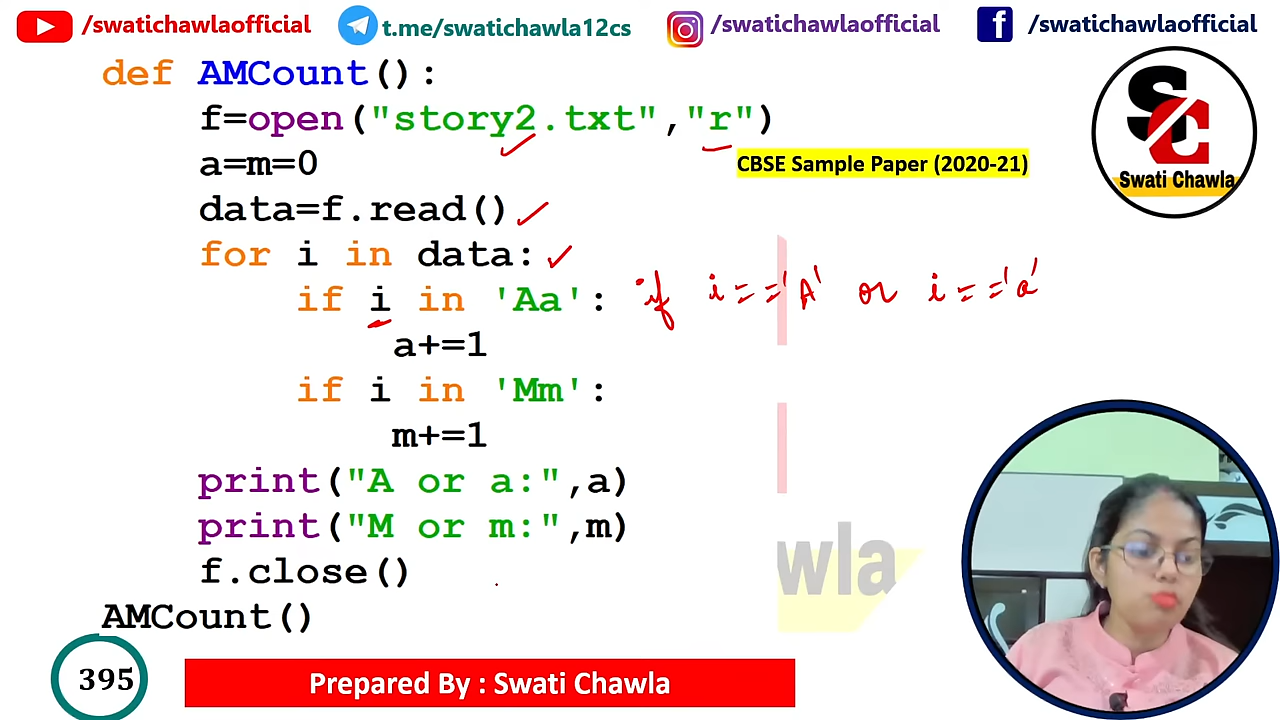 /swatichawlaofficial
t.me/swatichawla12cs
/swatichawlaofficial
/swatichawlaofficial
def AMCount():
f=open("story2.txt","r")
a=m=0
CBSE Sample Paper (2020-21)
SC
Swati Chawla
data=f.read()
for i in data:
if i in 'Aa':
if i=='A' or i=='a'
a+=1
if i in 'Mm':
m+=1
print("A or a:",a)
print("M or m:",m)
wla
f.close()
AMCount()
395
Prepared By : Swati Chawla